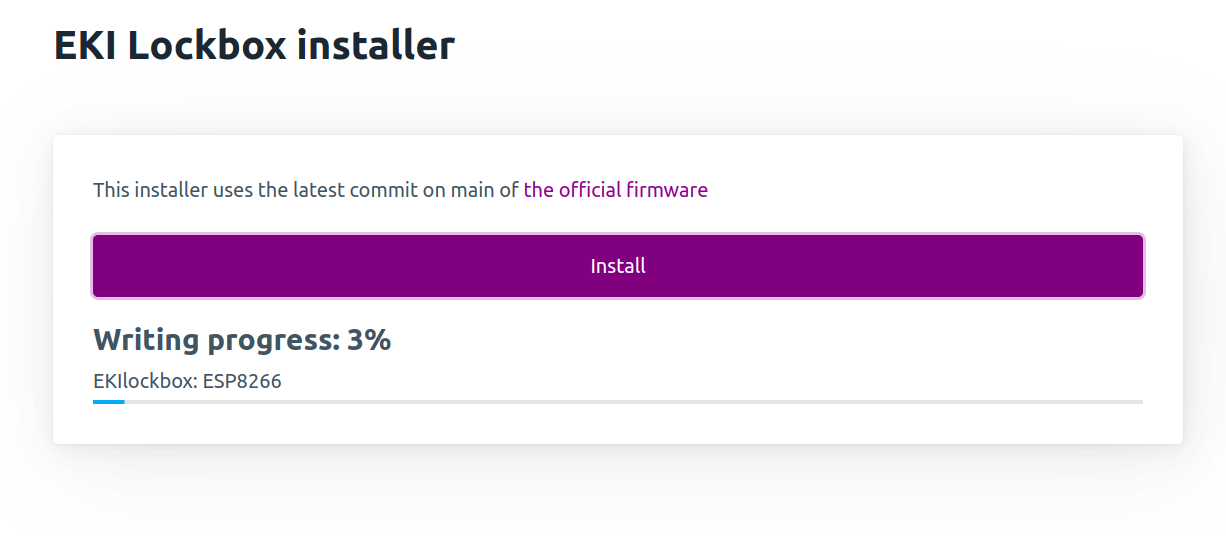 EKI Lockbox installer
This installer uses the latest commit on main of the official firmware
Install
Writing progress: 3%
EKIlockbox: ESP8266